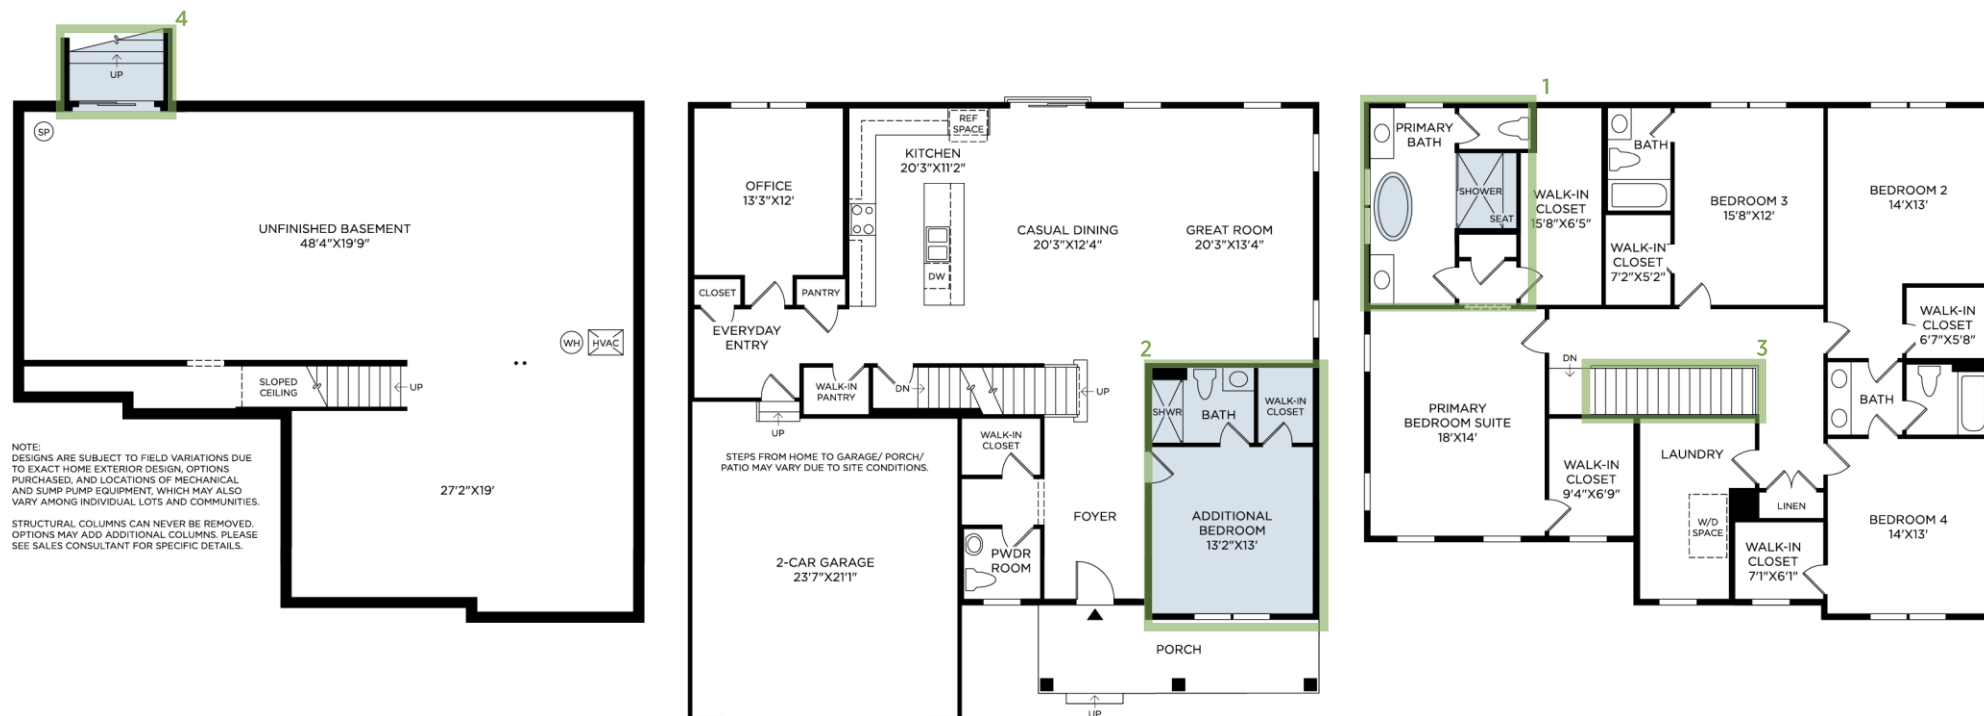 4
UP
SP
UNFINISHED BASEMENT
48'4"X19'9"
WH
HVAC
SLOPED
CEILING
UP
NOTE:
DESIGNS ARE SUBJECT TO FIELD VARIATIONS DUE
TO EXACT HOME EXTERIOR DESIGN, OPTIONS
PURCHASED, AND LOCATIONS OF MECHANICAL
AND SUMP PUMP EQUIPMENT, WHICH MAY ALSO
VARY AMONG INDIVIDUAL LOTS AND COMMUNITIES.
STRUCTURAL COLUMNS CAN NEVER BE REMOVED.
OPTIONS MAY ADD ADDITIONAL COLUMNS. PLEASE
SEE SALES CONSULTANT FOR SPECIFIC DETAILS.
27'2"X19'
REF
SPACE
KITCHEN
20'3"X11'2"
OFFICE
13'3"X12'
CASUAL DINING
20'3"X12'4"
GREAT ROOM
20'3"X13'4"
DW
CLOSET
PANTRY
EVERYDAY
ENTRY
WALK-IN
PANTRY
DN
UP
UP
2
SHWR
BATH
WALK-IN
CLOSET
WALK-IN
CLOSET
STEPS FROM HOME TO GARAGE/ PORCH/
PATIO MAY VARY DUE TO SITE CONDITIONS.
FOYER
ADDITIONAL
BEDROOM
13'2"X13'
PWDR
ROOM
2-CAR GARAGE
23'7"X21'1"
PORCH
UP
1
PRIMARY
BATH
SHOWER
SEAT
WALK-IN
CLOSET
15'8"X6'5"
BATH
WALK-IN
CLOSET
7'2"X5'2"
BEDROOM 3
15'8"X12'
BEDROOM 2
14'X13'
WALK-IN
CLOSET
6'7"X5'8"
3
DN
PRIMARY
BEDROOM SUITE
18'X14'
BATH
LAUNDRY
WALK-IN
CLOSET
9'4"X6'9"
W/D
SPACE
LINEN
BEDROOM 4
14'X13'
WALK-IN
CLOSET
7'1"X6'1"